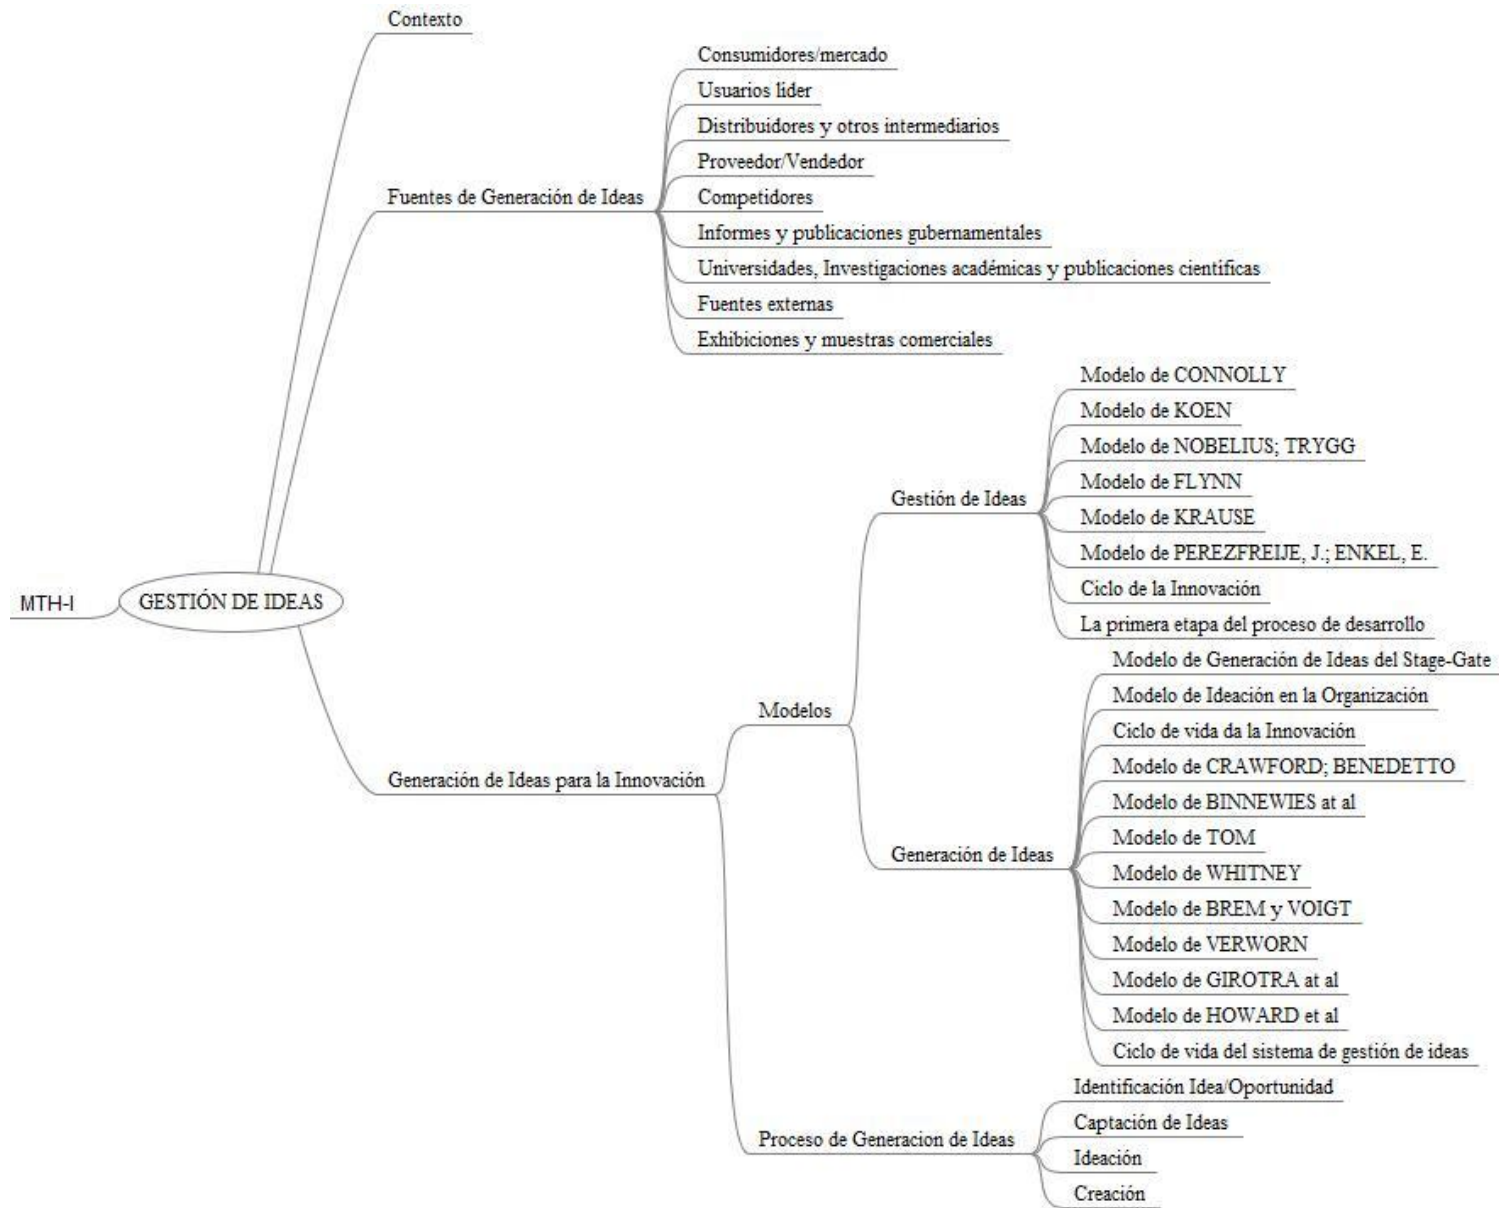 Contexto
Consumidores/mercado
Usuarios lider
Distribuidores y otros intermediarios
Proveedor/Vendedor
Fuentes de Generación de Ideas
Competidores
Informes y publicaciones gubernamentales
Universidades, Investigaciones académicas y publicaciones científicas
Fuentes externas
Exhibiciones y muestras comerciales
Modelo de CONNOLLY
Modelo de KOEN
Modelo de NOBELIUS; TRYGG
Modelo de FLYNN
Gestión de Ideas
Modelo de KRAUSE
Modelo de PEREZFREIJE, J.; ENKEL, E.
Ciclo de la Innovación
La primera etapa del proceso de desarrollo
MTH-I
GESTIÓN DE IDEAS
Modelo de Generación de Ideas del Stage-Gate
Modelo de Ideación en la Organización
Modelos
Ciclo de vida da la Innovación
Modelo de CRAWFORD; BENEDETTO
Generación de Ideas para la Innovación
Modelo de BINNEWIES at al
Modelo de TOM
Generación de Ideas
Modelo de WHITNEY
Modelo de BREM y VOIGT
Modelo de VERWORN
Modelo de GIROTRA at al
Modelo de HOWARD et al
Ciclo de vida del sistema de gestión de ideas
Identificación Idea/Oportunidad
Captación de Ideas
Proceso de Generacion de Ideas
Ideación
Creación